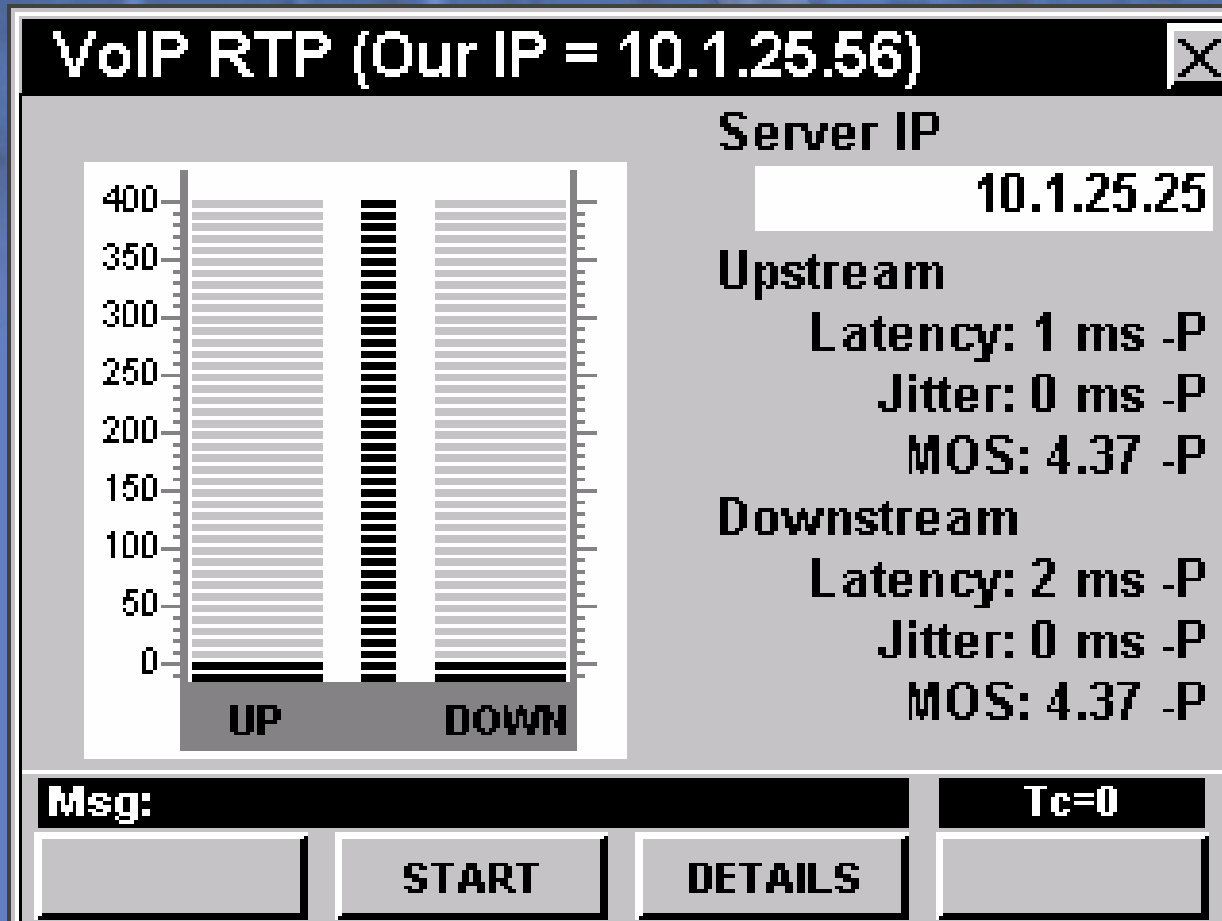 VoIP RTP (Our IP = 10.1.25.56)
Server IP
10.1.25.25
Upstream
Latency: 1 ms -P
Jitter: 0 ms -P
MOS: 4.37 -P
Downstream
Latency: 2 ms -P
Jitter: 0 ms -P
MOS: 4.37 -P
400
350
300
250
200
150
100
50
0
UP DOWN
Msg: Tc=0
START DETAILS